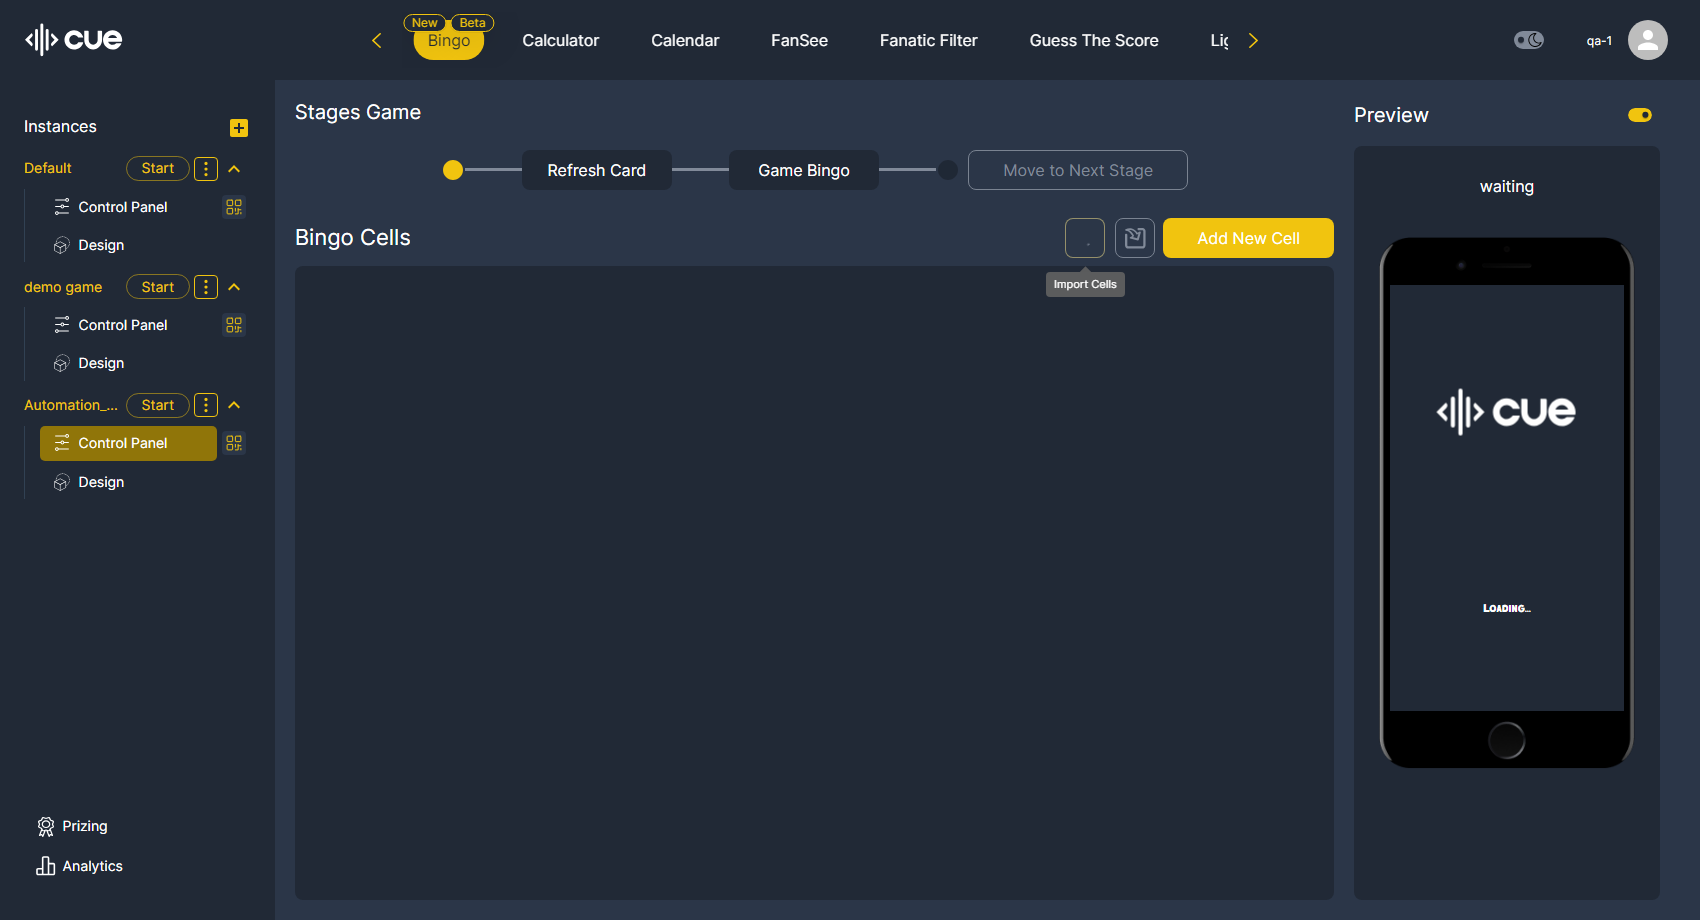 cue
New Beta
Bingo
Calculator
Calendar
FanSee
Fanatic Filter
Guess The Score
Lig
qa-1
Instances
Default
Start
Control Panel
Design
demo game
Start
Control Panel
Design
Automation_...
Start
Control Panel
Design
Prizing
Analytics
Stages Game
Refresh Card
Game Bingo
Move to Next Stage
Bingo Cells
Add New Cell
Import Cells
Preview
waiting
cue
LOADING...